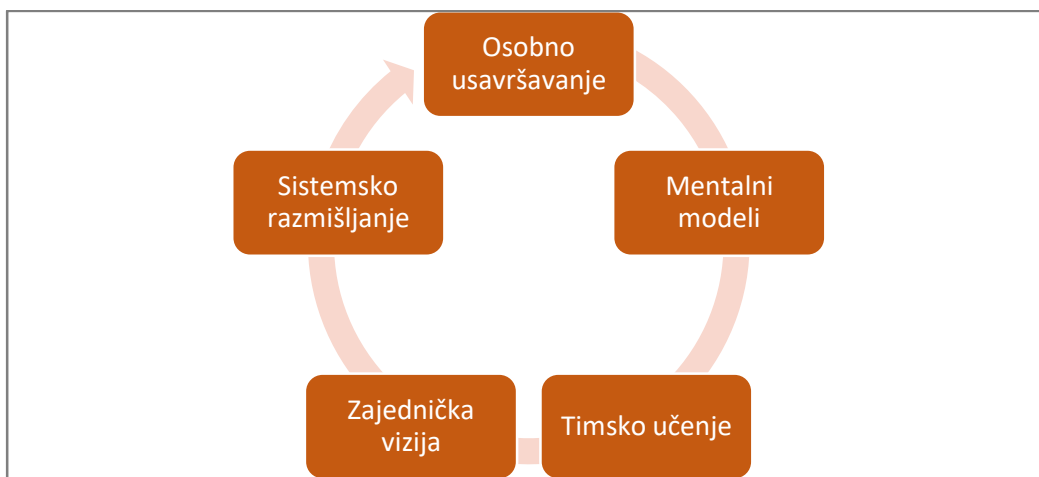 Osobno
usavršavanje
Mentalni
modeli
Timsko učenje
Zajednička
vizija
Sistemsko
razmišljanje